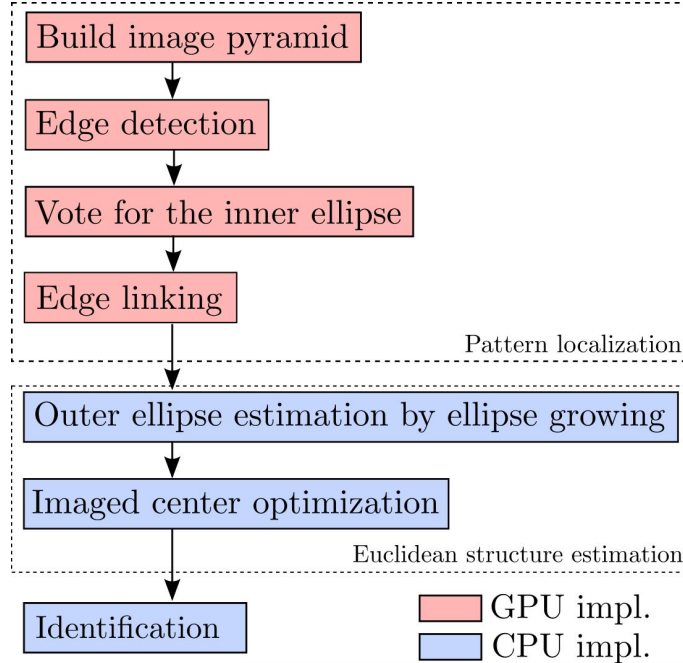 Build image pyramid
Edge detection
Vote for the inner ellipse
Edge linking
Pattern localization
Outer ellipse estimation by ellipse growing
Imaged center optimization
Euclidean structure estimation
Identification
GPU impl.
CPU impl.